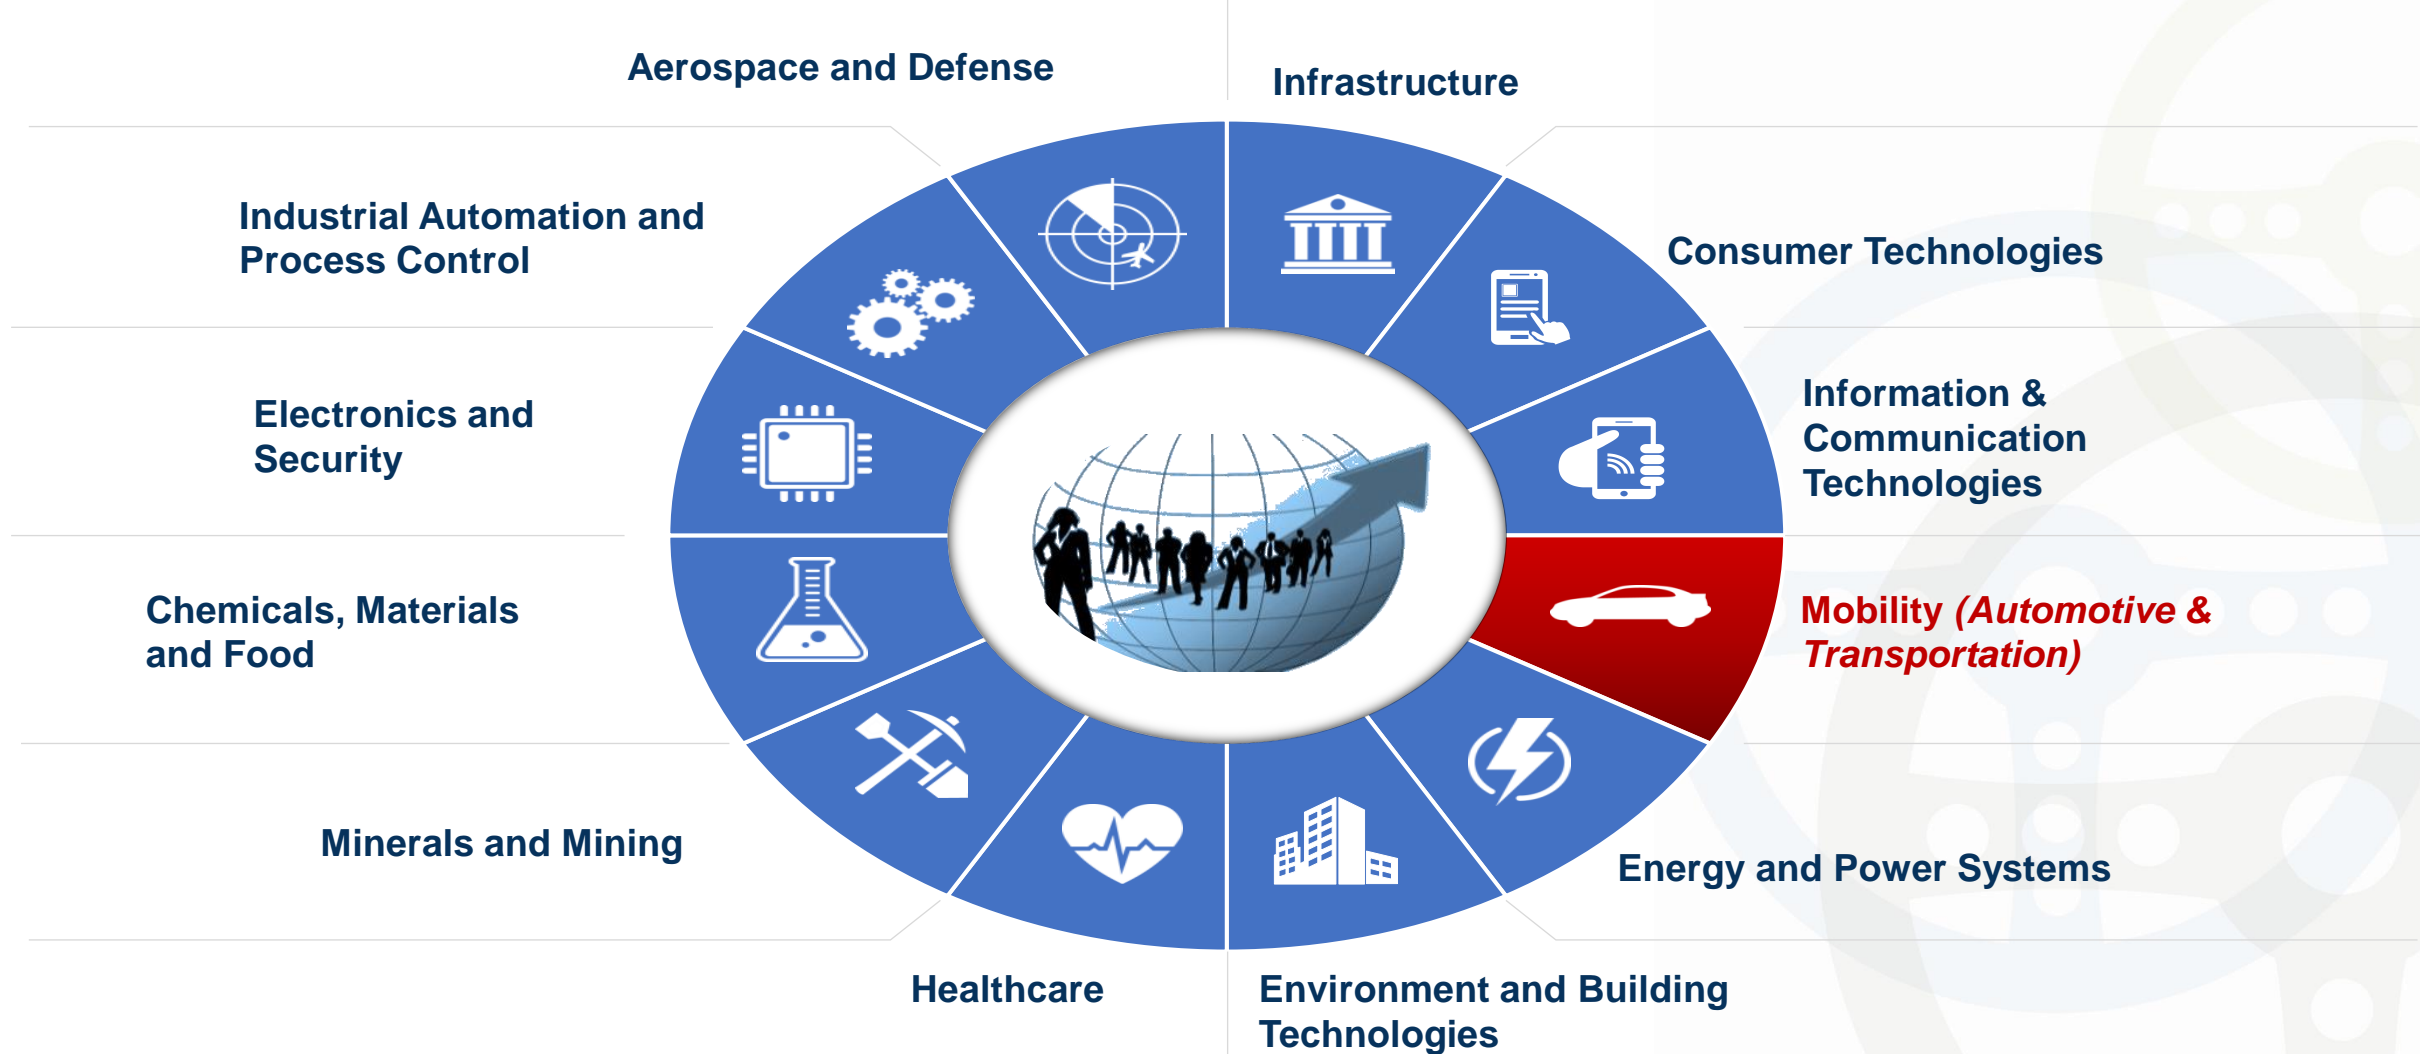 Aerospace and Defense
Infrastructure
Industrial Automation and
Process Control
Consumer Technologies
Electronics and
Security
Information &
Communication
Technologies
Chemicals, Materials
and Food
Mobility (Automotive &
Transportation)
Minerals and Mining
Energy and Power Systems
Healthcare
Environment and Building
Technologies